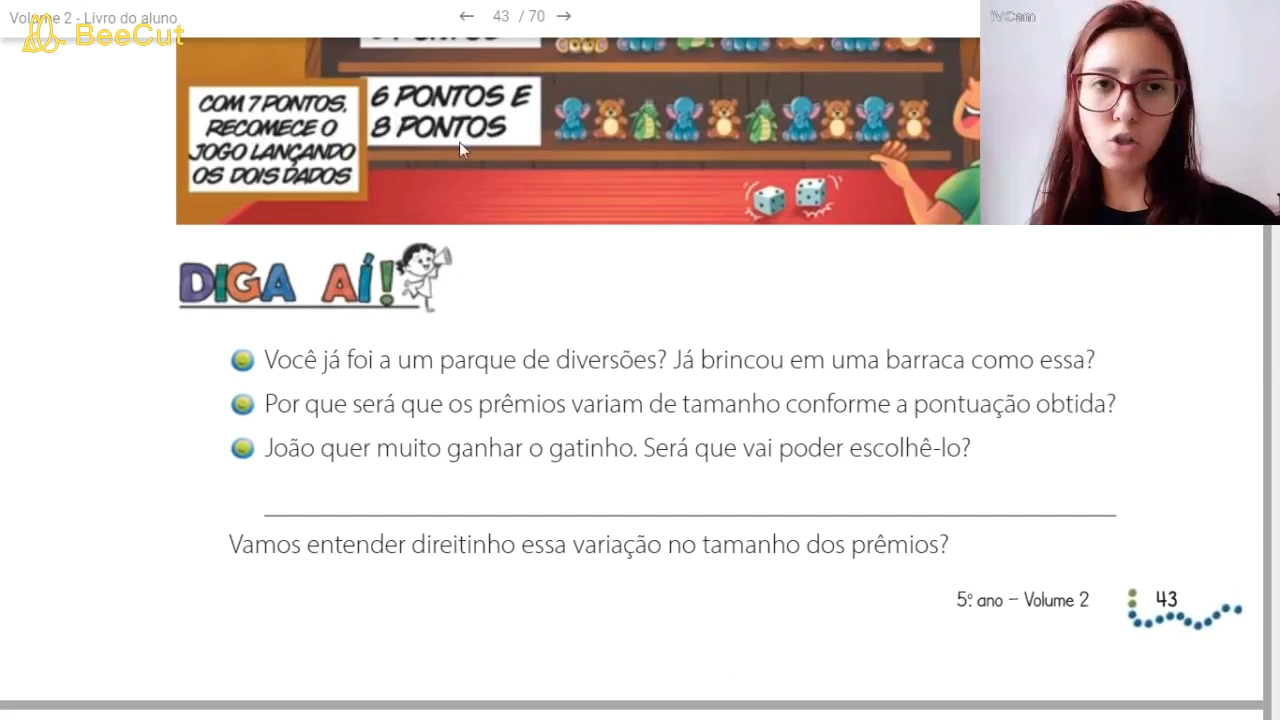 Volume 2 - Livro do aluno
43 / 70
BeeCut
iVCam
COM 7 PONTOS,
RECOMECE O
JOGO LANÇANDO
OS DOIS DADOS
6 PONTOS E
8 PONTOS
DIGA AÍ!
Você já foi a um parque de diversões? Já brincou em uma barraca como essa?
Por que será que os prêmios variam de tamanho conforme a pontuação obtida?
João quer muito ganhar o gatinho. Será que vai poder escolhê-lo?
Vamos entender direitinho essa variação no tamanho dos prêmios?
5º. ano – Volume 2
43